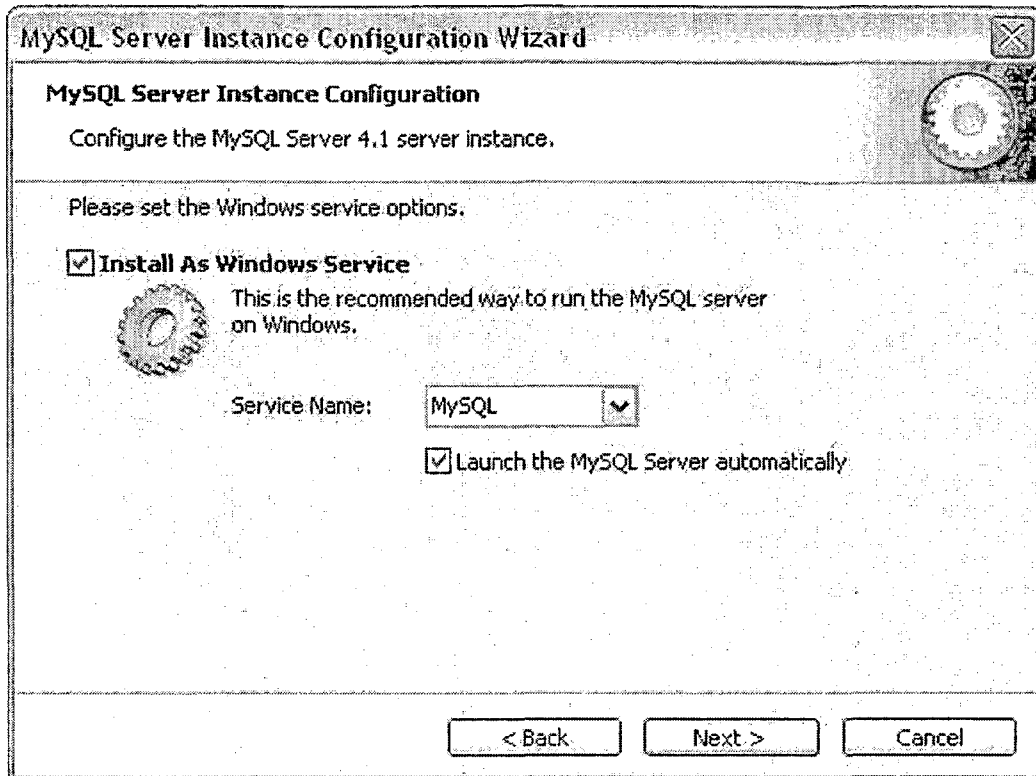 MySQL Server Instance Configuration Wizard
MySQL Server Instance Configuration
Configure the MySQL Server 4.1 server instance.
Please set the Windows service options.
Install As Windows Service
This is the recommended way to run the MySQL server
on Windows.
Service Name: MySQL
Launch the MySQL Server automatically
< Back Next > Cancel